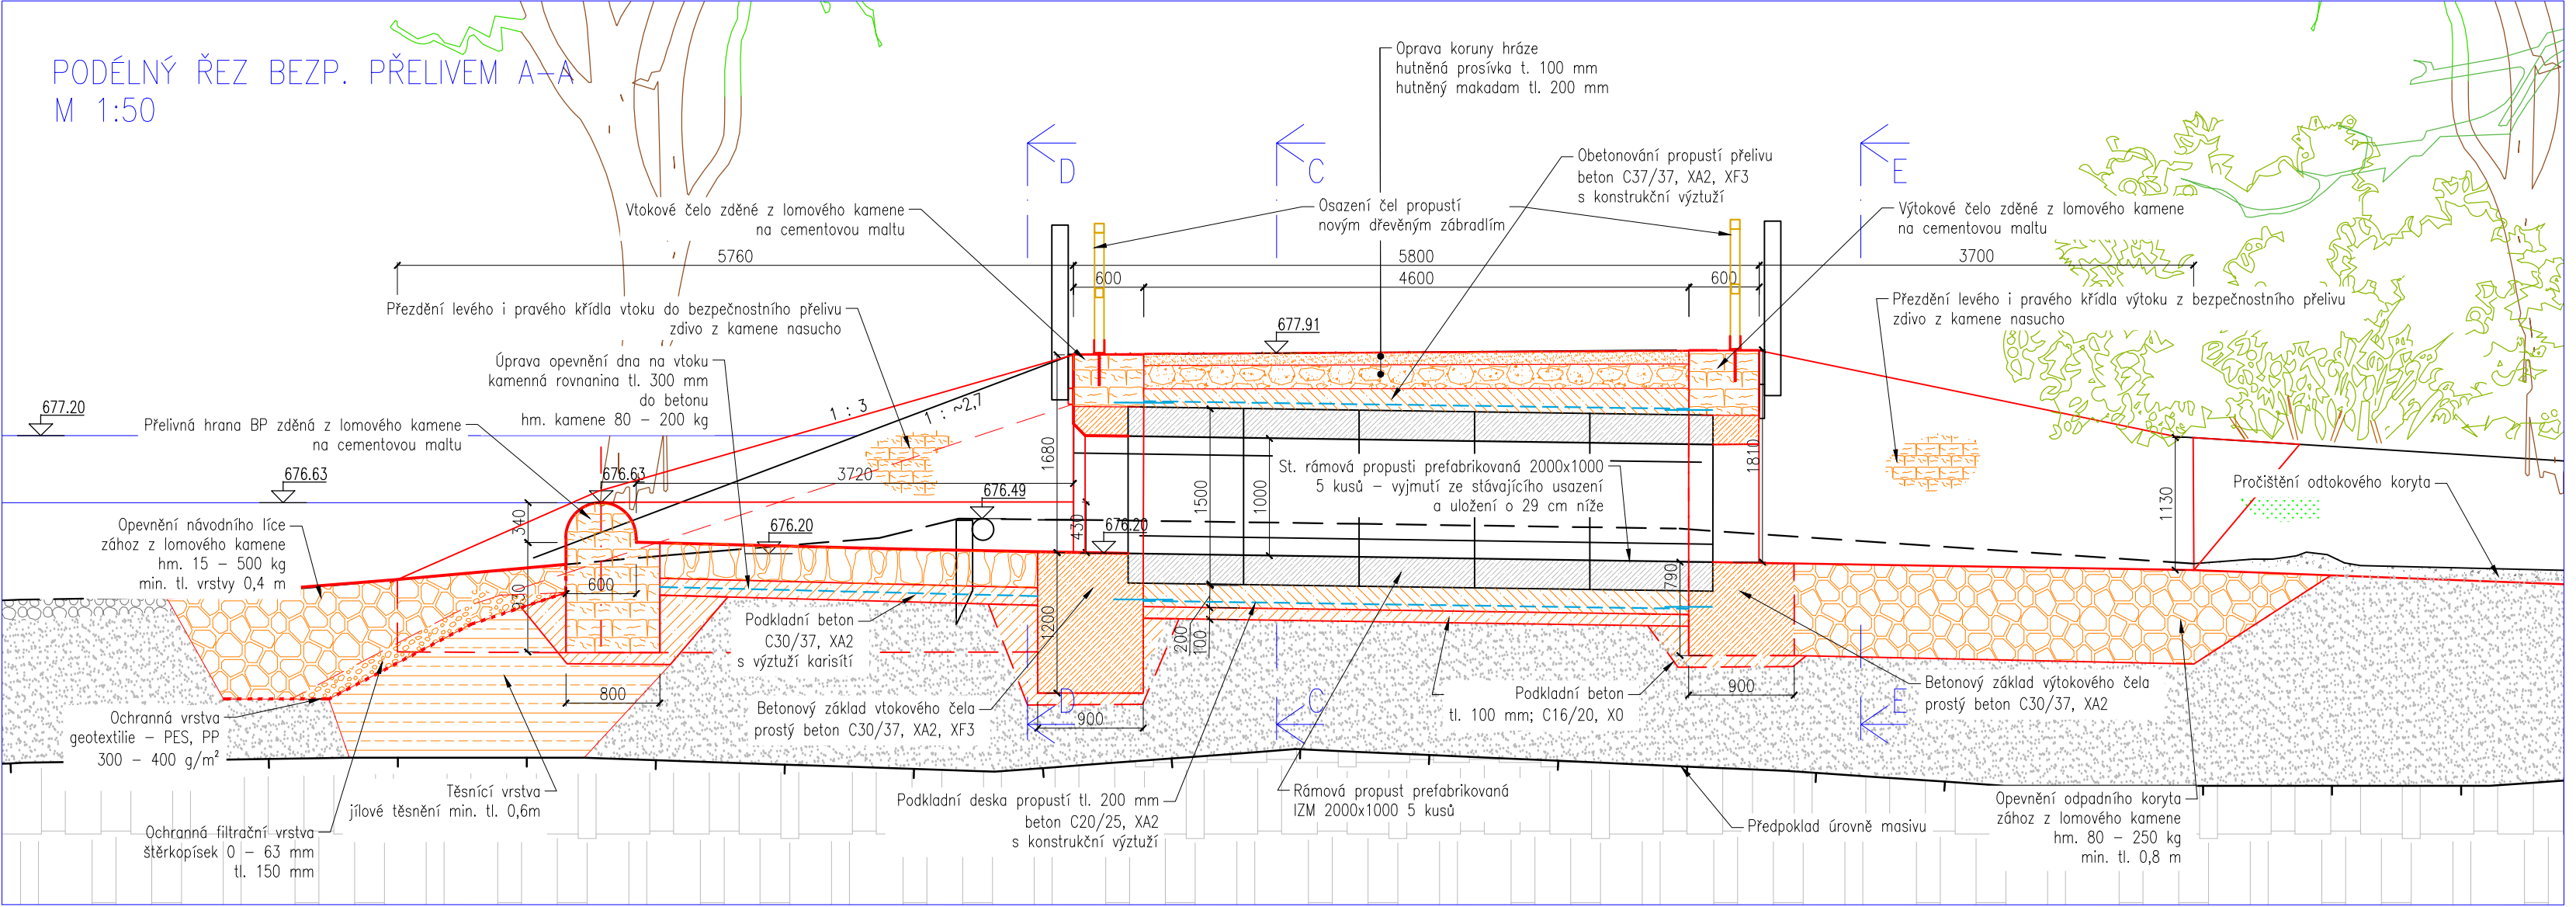 PODÉLNÝ ŘEZ BEZP. PŘELIVEM A-A
M 1:50
Oprava koruny hráze
hutněná prosívka t. 100 mm
hutněný makadam tl. 200 mm
D
C
E
Obetonování propustí přelivu
beton C37/37, XA2, XF3
s konstrukční výztuží
Vtokové čelo zděné z lomového kamene
na cementovou maltu
Osazení čel propustí
novým dřevěným zábradlím
Výtokové čelo zděné z lomového kamene
na cementovou maltu
5760
5800
3700
600
4600
600
Přezdění levého i pravého křídla vtoku do bezpečnostního přelivu
zdivo z kamene nasucho
Přezdění levého i pravého křídla výtoku z bezpečnostního přelivu
zdivo z kamene nasucho
677.91
Úprava opevnění dna na vtoku
kamenná rovnanina tl. 300 mm
do betonu
hm. kamene 80 – 200 kg
1 : 3
1 : ~2,7
677.20
Přelivná hrana BP zděná z lomového kamene
na cementovou maltu
1680
1810
676.63
676.63
3720
676.49
St. rámová propusti prefabrikovaná 2000x1000
5 kusů – vyjmutí ze stávajícího usazení
a uložení o 29 cm níže
1500
1000
1130
Pročištění odtokového koryta
Opevnění návodního líce
zához z lomového kamene
hm. 15 – 500 kg
min. tl. vrstvy 0,4 m
340
430
676.20
676.20
600
930
790
1200
200
100
Podkladní beton
C30/37, XA2
s výztuží karisítí
800
900
900
Betonový základ vtokového čela
prostý beton C30/37, XA2, XF3
D
C
E
Podkladní beton
tl. 100 mm; C16/20, X0
Betonový základ výtokového čela
prostý beton C30/37, XA2
Ochranná vrstva
geotextilie – PES, PP
300 – 400 g/m²
Těsnící vrstva
jílové těsnění min. tl. 0,6m
Podkladní deska propustí tl. 200 mm
beton C20/25, XA2
s konstrukční výztuží
Rámová propust prefabrikovaná
IZM 2000x1000 5 kusů
Předpoklad úrovně masivu
Opevnění odpadního koryta
zához z lomového kamene
hm. 80 – 250 kg
min. tl. 0,8 m
Ochranná filtrační vrstva
štěrkopísek 0 – 63 mm
tl. 150 mm